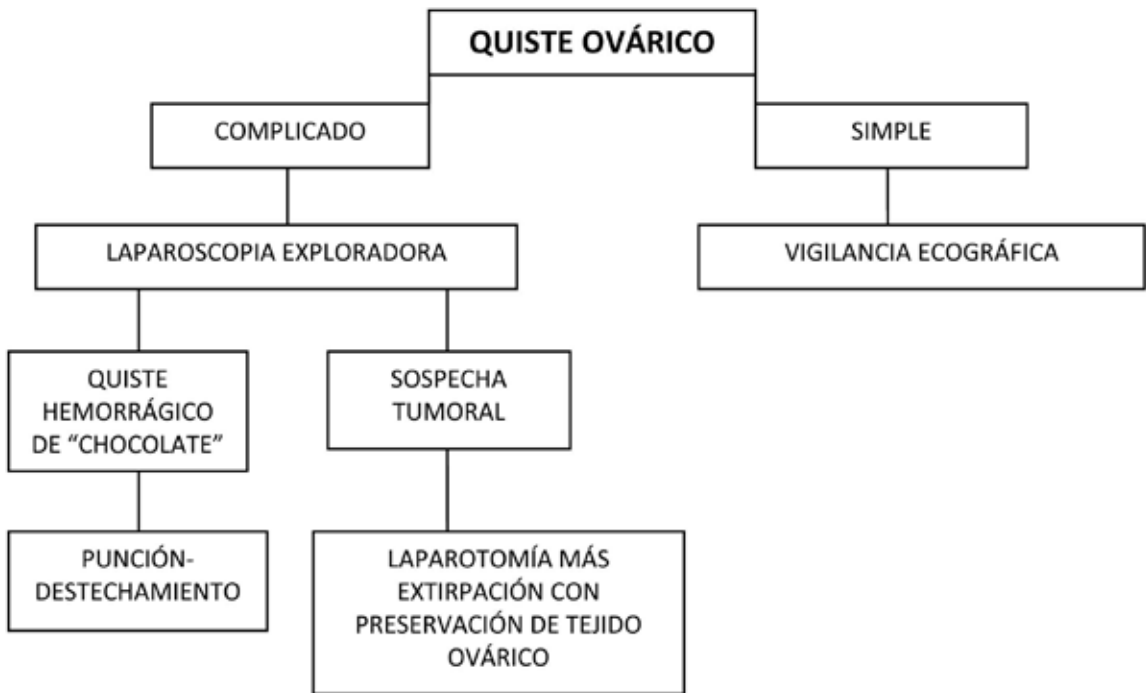 QUISTE OVÁRICO
COMPLICADO
SIMPLE
LAPAROSCOPIA EXPLORADORA
VIGILANCIA ECOGRÁFICA
QUISTE
HEMORRÁGICO
DE “CHOCOLATE”
SOSPECHA
TUMORAL
PUNCIÓN-
DESTECHAMIENTO
LAPAROTOMÍA MÁS
EXTIRPACIÓN CON
PRESERVACIÓN DE TEJIDO
OVÁRICO